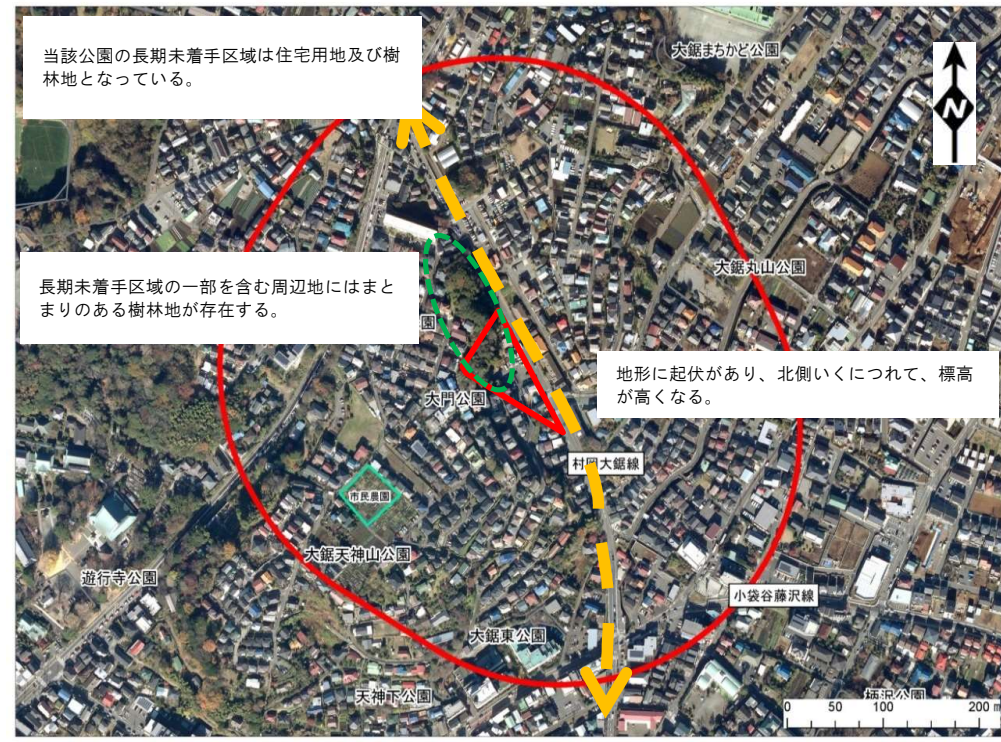 当該公園の長期未着手区域は住宅用地及び樹
林地となっている。
大鋸まちかど公園
N
大鋸丸山公園
長期未着手区域の一部を含む周辺地にはまと
まりのある樹林地が存在する。
園
地形に起伏があり、北側いくにつれて、標高
が高くなる。
大門公園
村岡大鋸線
市民農園
大鋸天神山公園
遊行寺公園
小袋谷藤沢線
大鋸東公園
天神下公園
柄沢公園
0 50 100 200 m